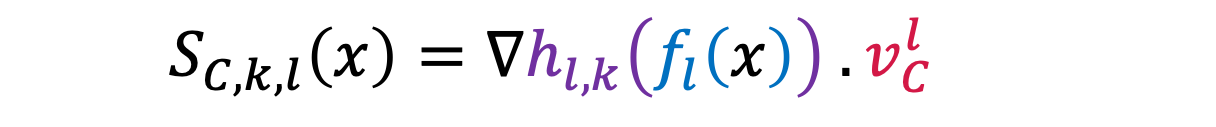 S_{C,k,l}(x) = ∇h_{l,k}(f_l(x)) . v_C^l